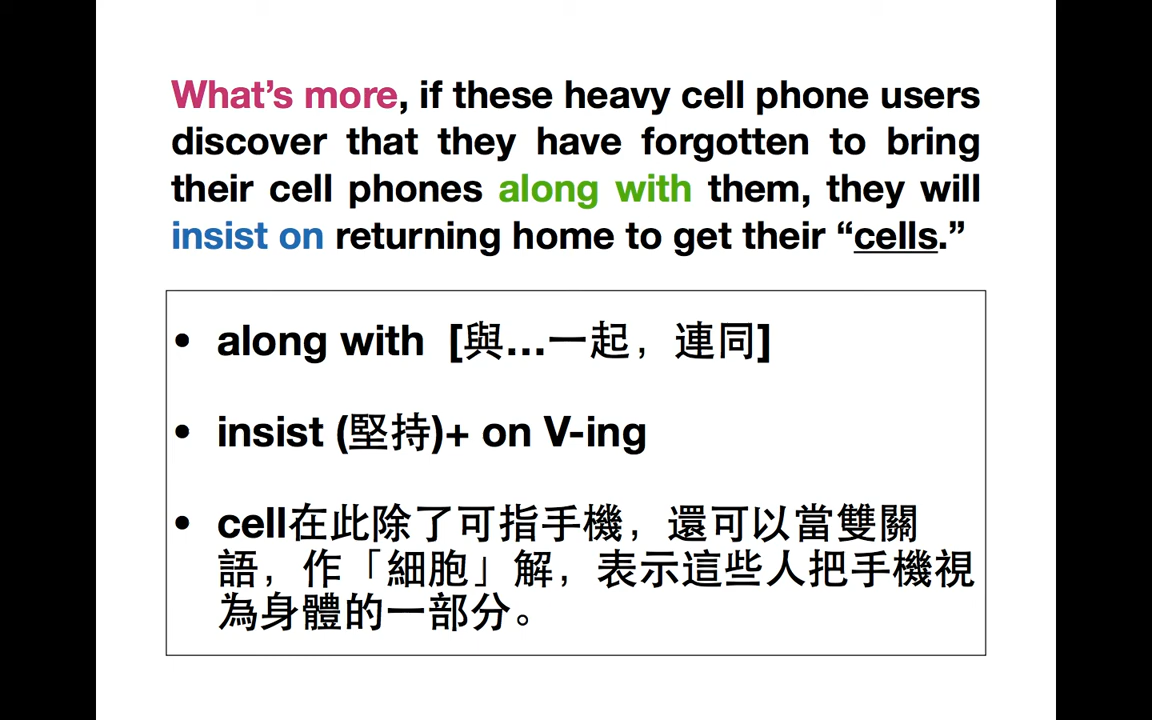 What's more, if these heavy cell phone users
discover that they have forgotten to bring
their cell phones along with them, they will
insist on returning home to get their “cells.”
• along with [與...一起，連同]
• insist (堅持)+ on V-ing
• cell在此除了可指手機，還可以當雙關
語，作「細胞」解，表示這些人把手機視
為身體的一部分。